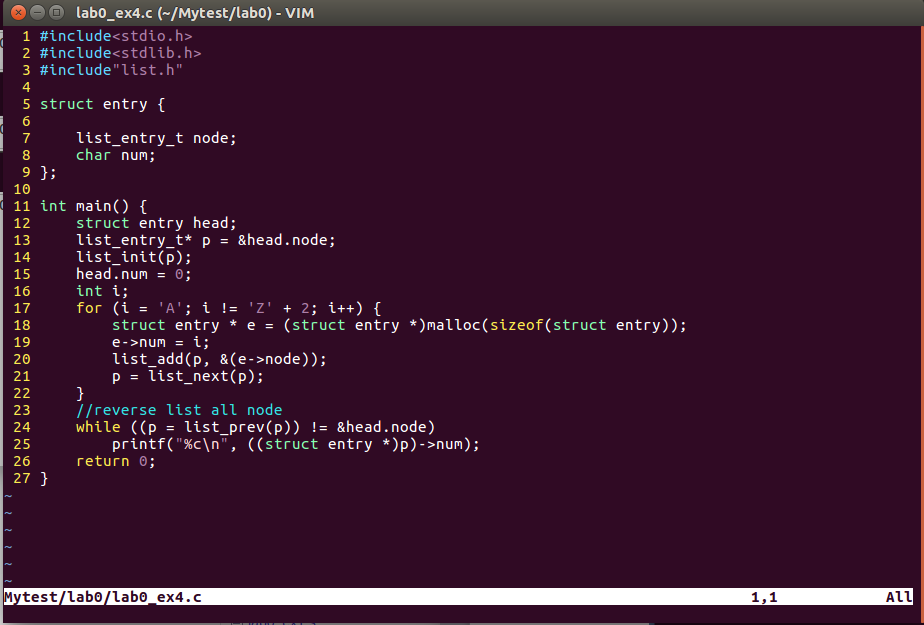 lab0_ex4.c (~/Mytest/lab0) - VIM
1 #include<stdio.h>
2 #include<stdlib.h>
3 #include"list.h"
4
5 struct entry {
6
7     list_entry_t node;
8     char num;
9 };
10
11 int main() {
12     struct entry head;
13     list_entry_t* p = &head.node;
14     list_init(p);
15     head.num = 0;
16     int i;
17     for (i = 'A'; i != 'Z' + 2; i++) {
18         struct entry * e = (struct entry *)malloc(sizeof(struct entry));
19         e->num = i;
20         list_add(p, &(e->node));
21         p = list_next(p);
22     }
23     //reverse list all node
24     while ((p = list_prev(p)) != &head.node)
25         printf("%c\n", ((struct entry *)p)->num);
26     return 0;
27 }
~
~
~
~
~
~
Mytest/lab0/lab0_ex4.c 1,1 All